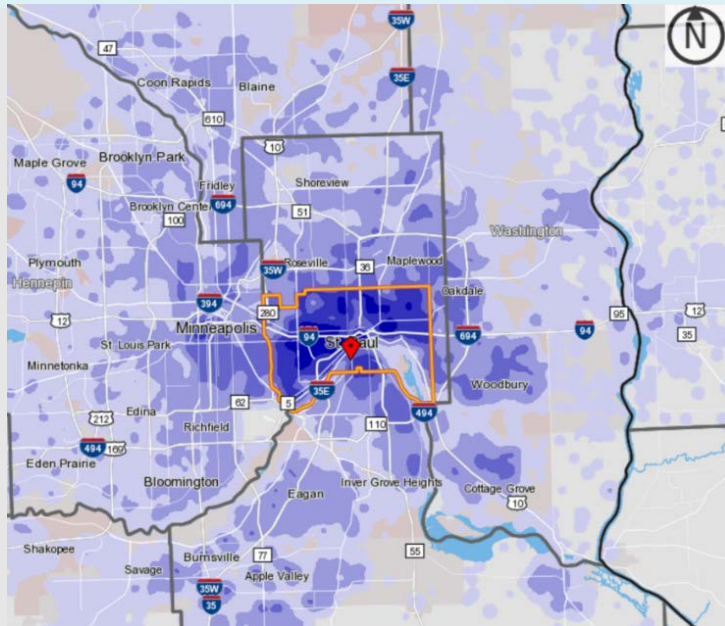 N
35W
47
35E
Coon Rapids
Blaine
610
10
Brooklyn Park
Maple Grove
94
Fridley
Shoreview
694
Brooklyn Center
51
100
Washington
Plymouth
Roseville
36
Maplewood
Hennepin
35W
Oakdale
394
280
95
12
12
Minneapolis
94
St. Paul
694
94
35
St. Louis Park
Minnetonka
35E
Woodbury
Edina
62
5
494
212
Richfield
110
494
169
Eden Prairie
Bloomington
Inver Grove Heights
Cottage Grove
Eagan
10
Shakopee
Burnsville
55
Savage
77
Apple Valley
35W
35